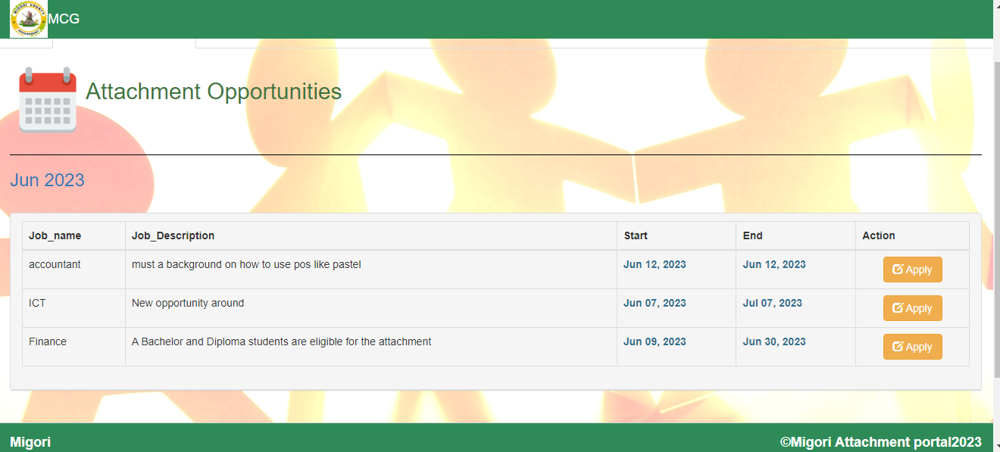 MIGORI COUNTY
GOVERNMENT
MCG
Attachment Opportunities
Jun 2023
Job_name Job_Description Start End Action
accountant must a background on how to use pos like pastel Jun 12, 2023 Jun 12, 2023 Apply
ICT New opportunity around Jun 07, 2023 Jul 07, 2023 Apply
Finance A Bachelor and Diploma students are eligible for the attachment Jun 09, 2023 Jun 30, 2023 Apply
Migori ©Migori Attachment portal2023